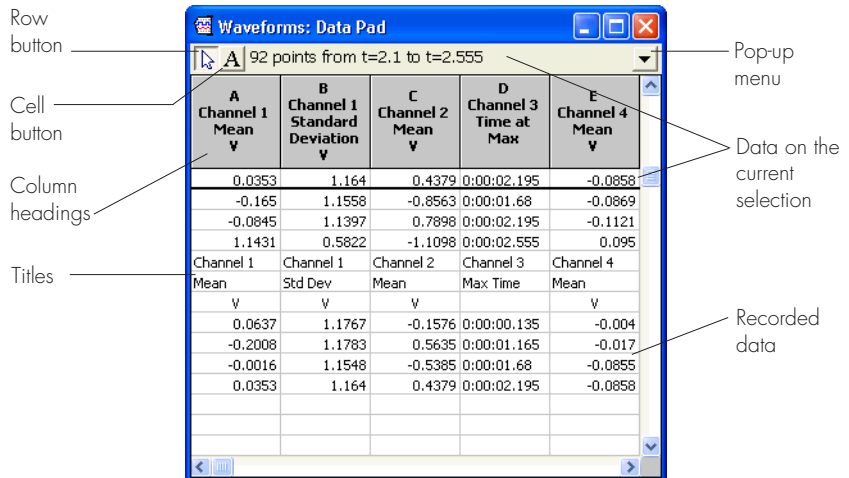 Row
button
Cell
button
Column
headings
Titles
Waveforms: Data Pad
A 92 points from t=2.1 to t=2.555
A
Channel 1
Mean
V
B
Channel 1
Standard
Deviation
V
C
Channel 2
Mean
V
D
Channel 3
Time at
Max
E
Channel 4
Mean
V
0.0353 1.164 0.4379 0:00:02.195 -0.0858
-0.165 1.1558 -0.8563 0:00:01.68 -0.0869
-0.0845 1.1397 0.7898 0:00:02.195 -0.1121
1.1431 0.5822 -1.1098 0:00:02.555 0.095
Channel 1 Channel 1 Channel 2 Channel 3 Channel 4
Mean Std Dev Mean Max Time Mean
V V V V
0.0637 1.1767 -0.1576 0:00:00.135 -0.004
-0.2008 1.1783 0.5635 0:00:01.165 -0.017
-0.0016 1.1548 -0.5385 0:00:01.68 -0.0855
0.0353 1.164 0.4379 0:00:02.195 -0.0858
Pop-up
menu
Data on the
current
selection
Recorded
data